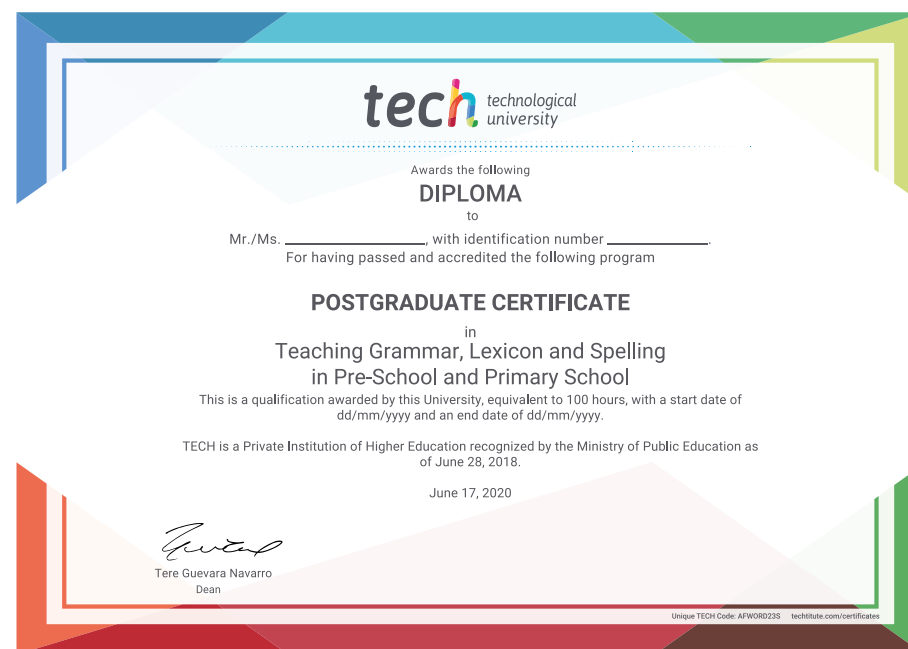 tech technological
university
Awards the following
DIPLOMA
to
Mr./Ms. ____________________, with identification number ______________.
For having passed and accredited the following program
POSTGRADUATE CERTIFICATE
in
Teaching Grammar, Lexicon and Spelling
in Pre-School and Primary School
This is a qualification awarded by this University, equivalent to 100 hours, with a start date of
dd/mm/yyyy and an end date of dd/mm/yyyy.
TECH is a Private Institution of Higher Education recognized by the Ministry of Public Education as
of June 28, 2018.
June 17, 2020
Tere Guevara Navarro
Dean
Unique TECH Code: AFWORD23S techtitute.com/certificates